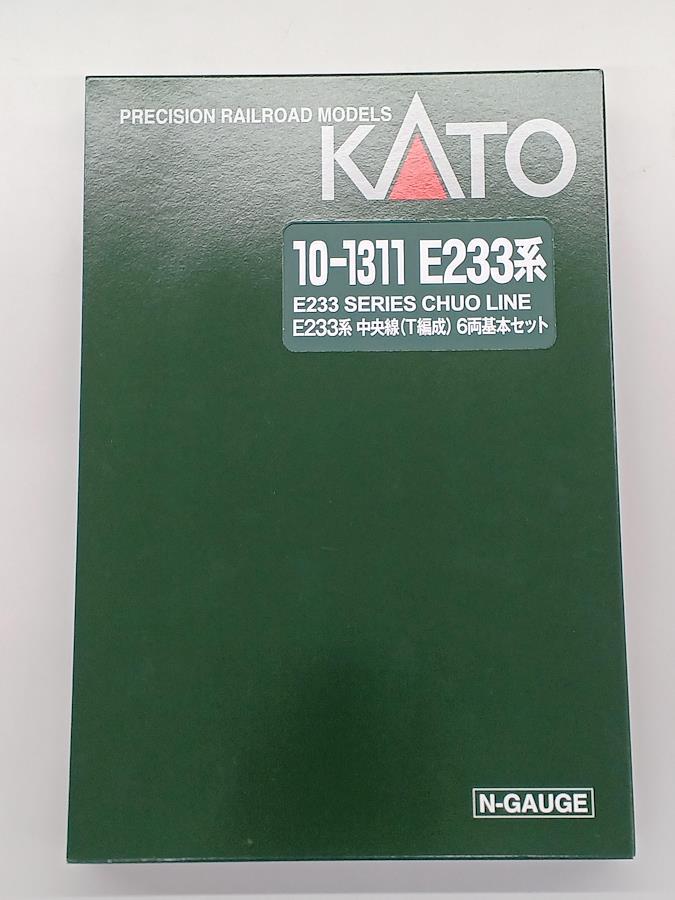 PRECISION RAILROAD MODELS
KATO
10-1311 E233系
E233 SERIES CHUO LINE
E233系 中央線(T編成) 6両基本セット
N-GAUGE